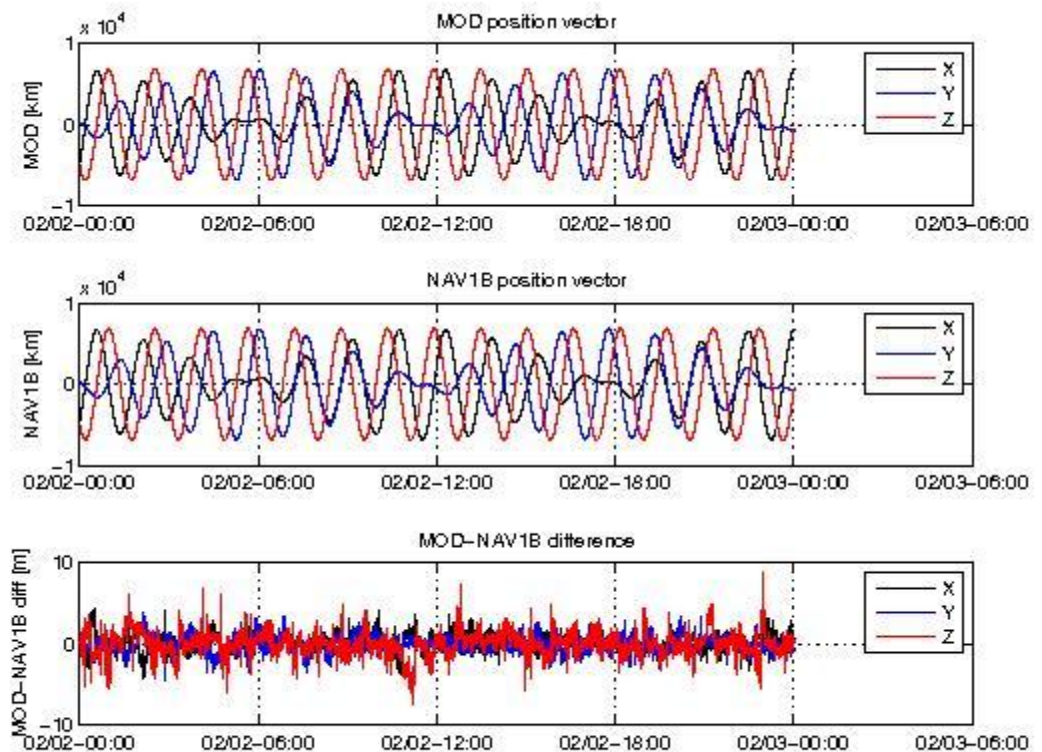 MOD position vector
x 10^4
1
0
-1
MOD [km]
X
Y
Z
02/02-00:00 02/02-06:00 02/02-12:00 02/02-18:00 02/03-00:00 02/03-06:00
NAV1B position vector
x 10^4
1
0
-1
NAV1B [km]
X
Y
Z
02/02-00:00 02/02-06:00 02/02-12:00 02/02-18:00 02/03-00:00 02/03-06:00
MOD-NAV1B difference
10
0
-10
MOD-NAV1B diff [m]
X
Y
Z
02/02-00:00 02/02-06:00 02/02-12:00 02/02-18:00 02/03-00:00 02/03-06:00